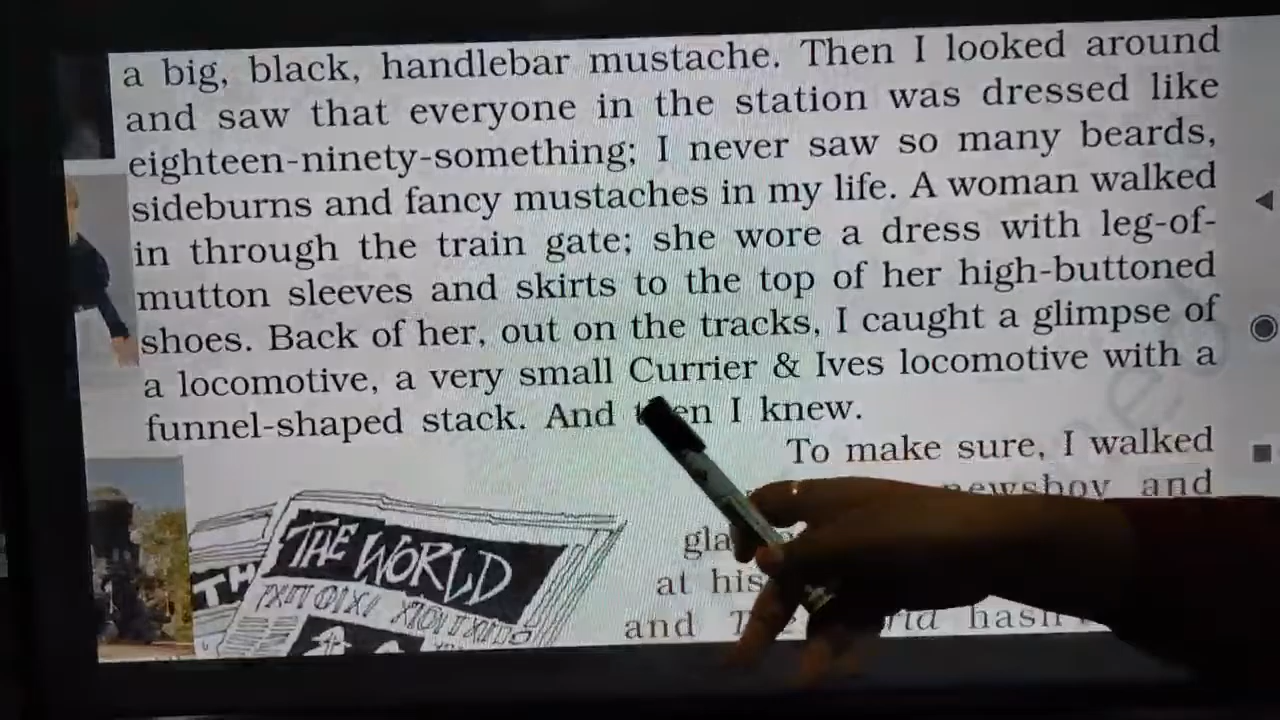 a big, black, handlebar mustache. Then I looked around
and saw that everyone in the station was dressed like
eighteen-ninety-something; I never saw so many beards,
sideburns and fancy mustaches in my life. A woman walked
in through the train gate; she wore a dress with leg-of-
mutton sleeves and skirts to the top of her high-buttoned
shoes. Back of her, out on the tracks, I caught a glimpse of
a locomotive, a very small Currier & Ives locomotive with a
funnel-shaped stack. And then I knew.
To make sure, I walked
newsboy and
at his
and
THE WORLD
TH